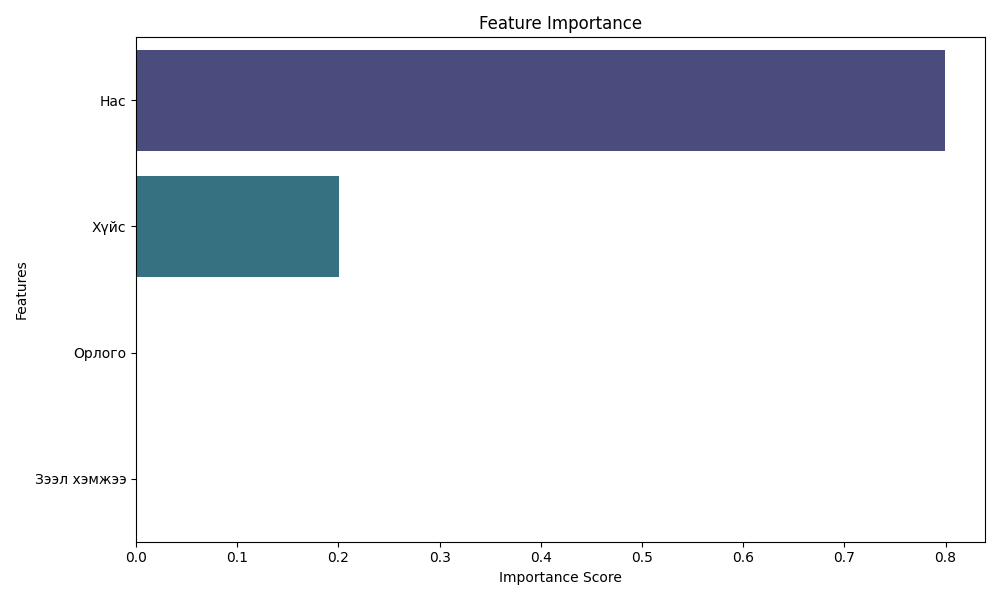 Feature Importance
Нас
Хүйс
Орлого
Зээл хэмжээ
Features
0.0 0.1 0.2 0.3 0.4 0.5 0.6 0.7 0.8
Importance Score